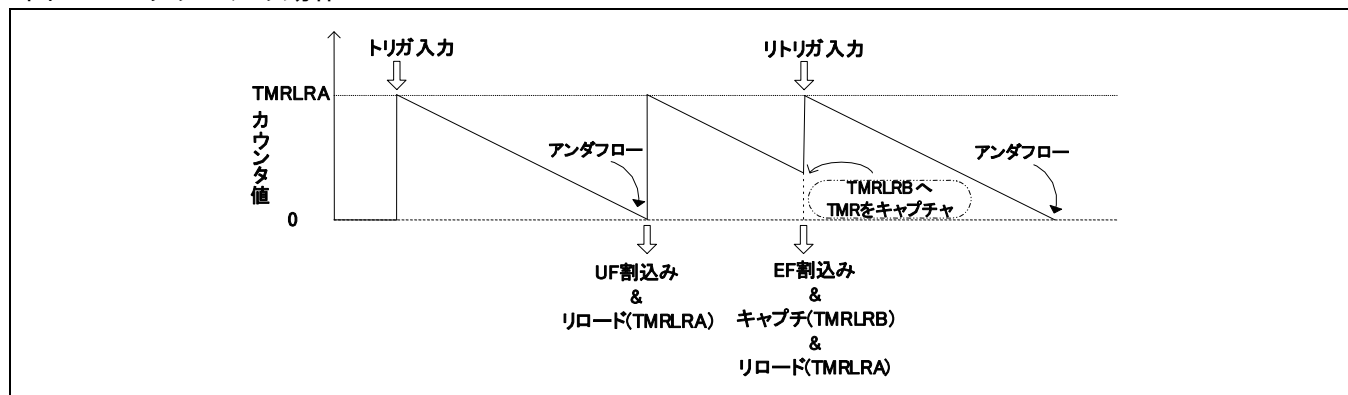 トリガ入力
リトリガ入力
TMRLRA
カウンタ値
アンダフロー
アンダフロー
TMRLRBへ
TMRをキャプチャ
0
UF割込み
&
リロード(TMRLRA)
EF割込み
&
キャプチ(TMRLRB)
&
リロード(TMRLRA)